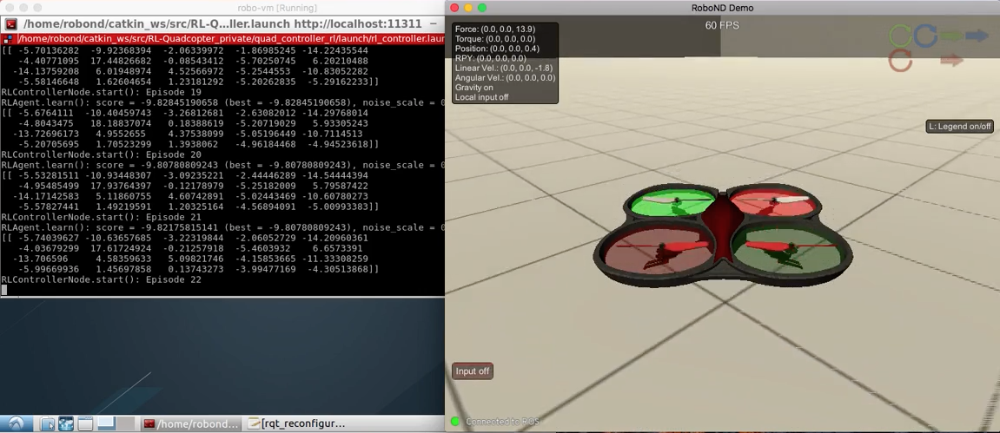 robo-vm [Running]
/home/robond/catkin_ws/src/RL-Q...ller.launch http://localhost:11311
/home/robond/catkin_ws/src/RL-Quadcopter_private/quad_controller_rl/launch/rl_controller.laun
[[ -5.70136282 -9.92368394 -2.06339972 -1.86985245 -14.22435544
-4.40771095 17.44826682 -0.08543412 -5.70250745 6.20210488
-14.13759208 6.01948974 4.52566972 -5.2544553 -10.93052282
-5.58146648 1.62604654 1.23181292 -5.20262835 -5.29162233]]
RLControllerNode.start(): Episode 19
RLAgent.learn(): score = -9.82845190658 (best = -9.82845190658), noise_scale = 0
[[ -5.6764111 -10.40459743 -3.26812681 -2.63082012 -14.29768014
-4.8043475 18.18837074 0.18388619 -5.20719029 5.93305243
-13.72696173 4.9552655 4.37538099 -5.05196449 -10.7114513
-5.20705695 1.70523299 1.3938062 -4.96184468 -4.94523618]]
RLControllerNode.start(): Episode 20
RLAgent.learn(): score = -9.80780809243 (best = -9.80780809243), noise_scale = 0
[[ -5.53281511 -10.93448307 -3.09235221 -2.44446289 -14.54444394
-4.95485499 17.93764397 -0.12178979 -5.25182009 5.79587422
-14.17142583 5.11860755 4.60742891 -5.02443469 -10.60780273
-5.57827441 1.49219591 1.20325164 -4.56894091 -5.00993383]]
RLControllerNode.start(): Episode 21
RLAgent.learn(): score = -9.82175815141 (best = -9.80780809243), noise_scale = 0
[[ -5.74039627 -10.63657685 -3.22319844 -2.06052729 -14.20960361
-4.03679299 17.61724924 -0.21257918 -5.4603932 6.6573391
-13.706596 4.58359633 5.09821746 -4.15853665 -11.33308259
-5.99669936 1.45697858 0.13743273 -3.99477169 -4.30513868]]
RLControllerNode.start(): Episode 22
/home/robond...
[rqt_reconfigur...
RoboND Demo
60 FPS
Force: (0.0, 0.0, 13.9)
Torque: (0.0, 0.0, 0.0)
Position: (0.0, 0.0, 0.4)
RPY: (0.0, 0.0, 0.0)
Linear Vel.: (0.0, 0.0, -1.8)
Angular Vel.: (0.0, 0.0, 0.0)
Gravity on
Local input off
L: Legend on/off
Input off
Connected to ROS